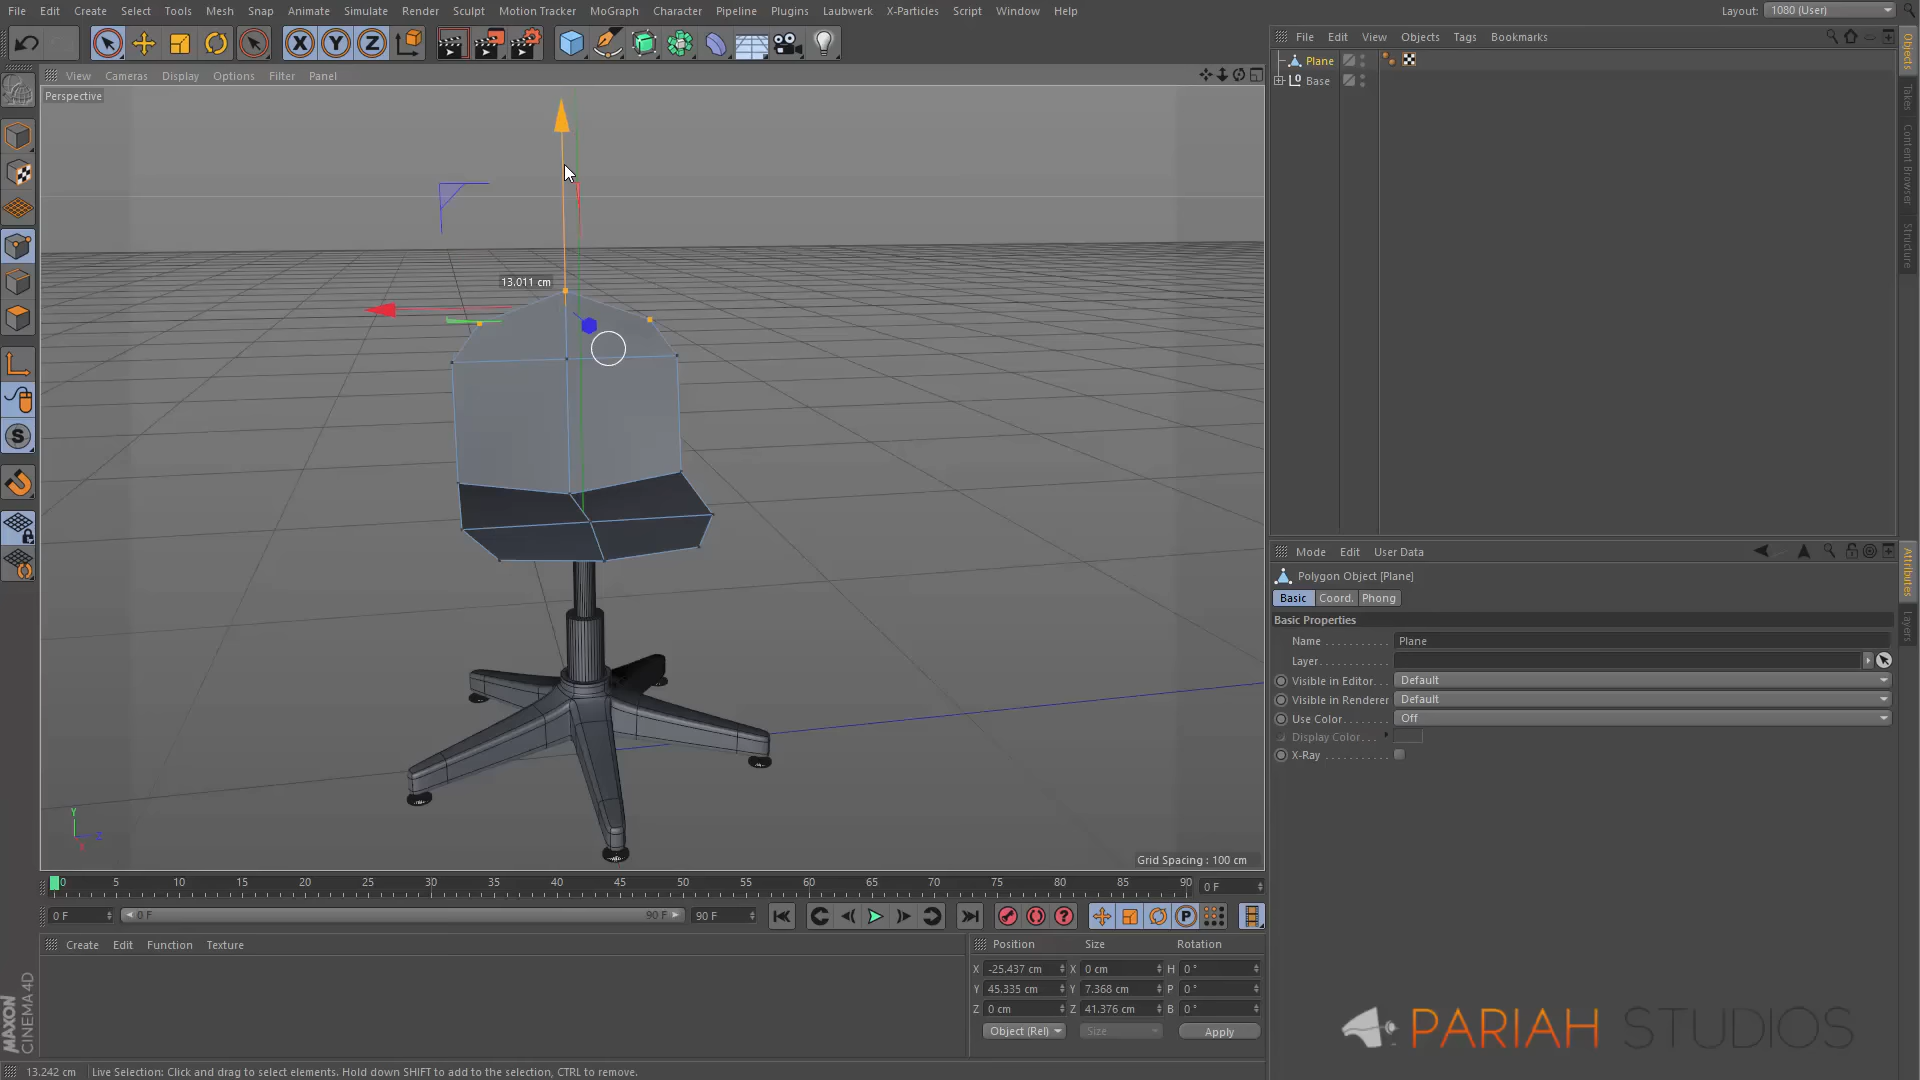 File Edit Create Select Tools Mesh Snap Animate Simulate Render Sculpt Motion Tracker MoGraph Character Pipeline Plugins Laubwerk X-Particles Script Window Help
Layout: 1080 (User)
X Y Z
File Edit View Objects Tags Bookmarks
Objects
Takes
Content Browser
Structure
Plane
Base
View Cameras Display Options Filter Panel
Perspective
13.011 cm
S
Y
Z
X
Grid Spacing : 100 cm
Mode Edit User Data
Attributes
Layers
Polygon Object [Plane]
Basic Coord. Phong
Basic Properties
Name Plane
Layer
Visible in Editor Default
Visible in Renderer Default
Use Color Off
Display Color
X-Ray
0 5 10 15 20 25 30 35 40 45 50 55 60 65 70 75 80 85 90 0 F
0 F 0 F 90 F 90 F
P
Create Edit Function Texture
Position Size Rotation
X -25.437 cm X 0 cm H 0 °
Y 45.335 cm Y 7.368 cm P 0 °
Z 0 cm Z 41.376 cm B 0 °
Object (Rel) Size Apply
MAXON
CINEMA 4D
PARIAH STUDIOS
13.242 cm Live Selection: Click and drag to select elements. Hold down SHIFT to add to the selection, CTRL to remove.